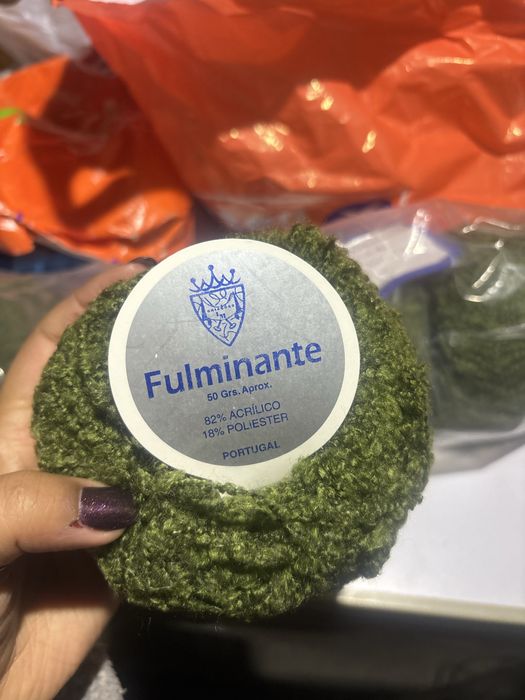 Fulminante
50 Grs. Aprox.
82% ACRÍLICO
18% POLIESTER
PORTUGAL